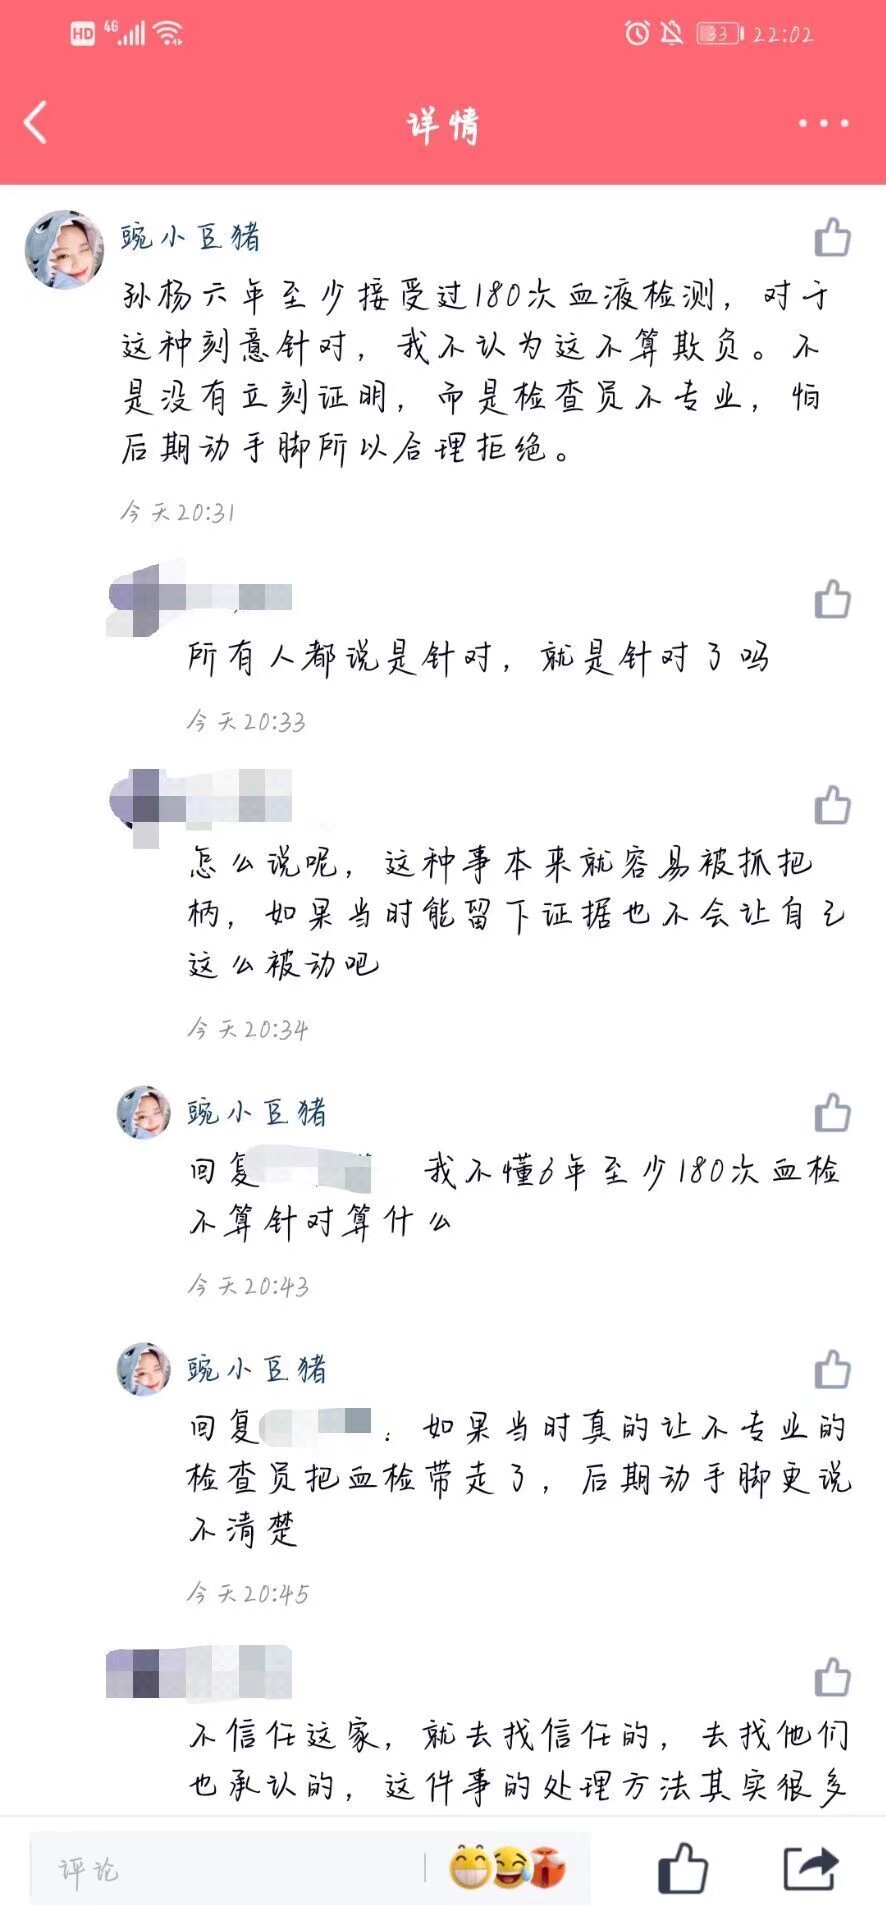 HD 4G 33 22:02
详情
豌小豆猪
孙杨六年至少接受过180次血液检测，对于
这种刻意针对，我不认为这不算欺负。不
是没有立刻证明，而是检查员不专业，怕
后期动手脚所以合理拒绝。
今天20:31
所有人都说是针对，就是针对了吗
今天20:33
怎么说呢，这种事本来就容易被抓把
柄，如果当时能留下证据也不会让自己
这么被动吧
今天20:34
豌小豆猪
回复 我不懂6年至少180次血检
不算针对算什么
今天20:43
豌小豆猪
回复 ：如果当时真的让不专业的
检查员把血检带走了，后期动手脚更说
不清楚
今天20:45
不信任这家，就去找信任的，去找他们
也承认的，这件事的处理方法其实很多
评论